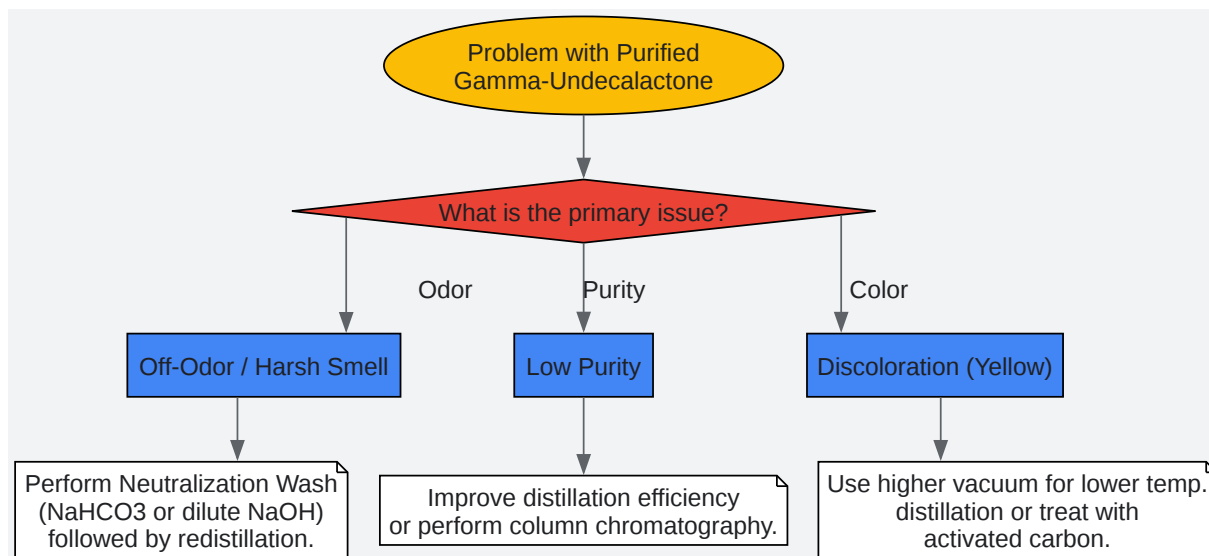 Problem with Purified
Gamma-Undecalactone
What is the primary issue?
Odor
Purity
Color
Off-Odor / Harsh Smell
Low Purity
Discoloration (Yellow)
Perform Neutralization Wash
(NaHCO3 or dilute NaOH)
followed by redistillation.
Improve distillation efficiency
or perform column chromatography.
Use higher vacuum for lower temp.
distillation or treat with
activated carbon.